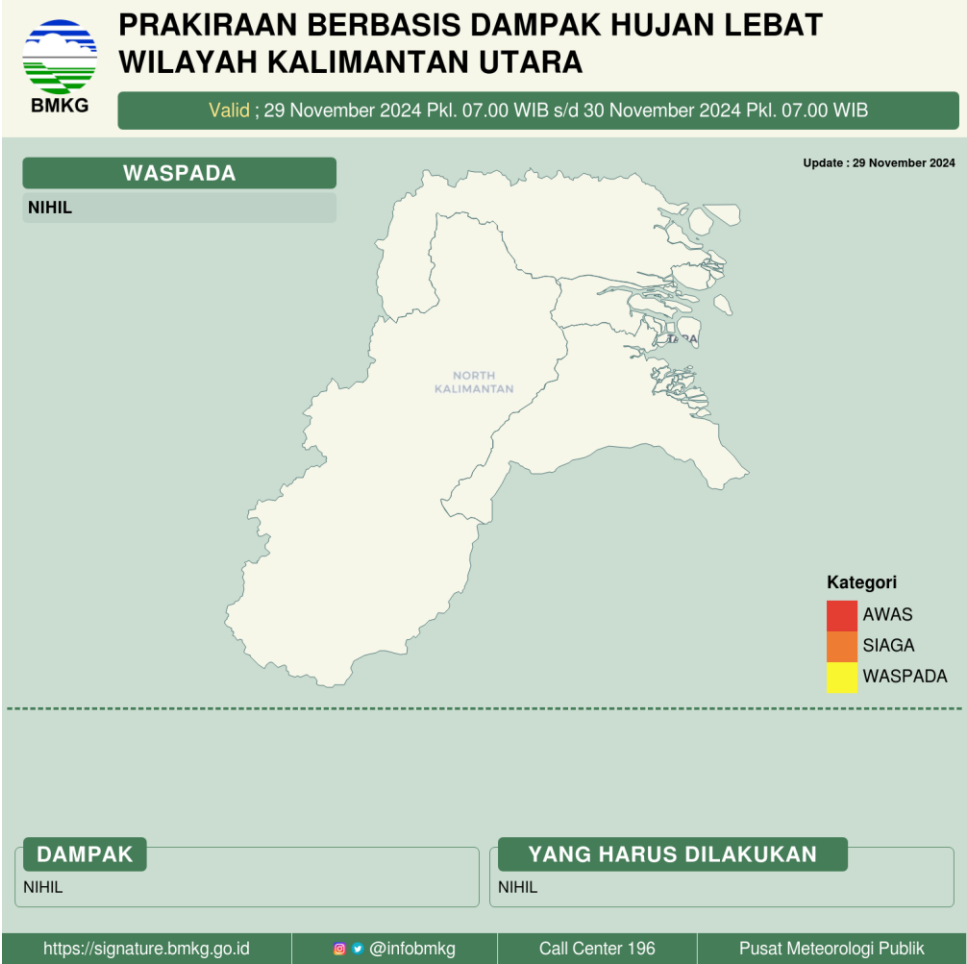 PRAKIRAAN BERBASIS DAMPAK HUJAN LEBAT
WILAYAH KALIMANTAN UTARA
BMKG
Valid ; 29 November 2024 Pkl. 07.00 WIB s/d 30 November 2024 Pkl. 07.00 WIB
WASPADA
NIHIL
Update : 29 November 2024
NORTH
KALIMANTAN
Kategori
AWAS
SIAGA
WASPADA
DAMPAK
NIHIL
YANG HARUS DILAKUKAN
NIHIL
https://signature.bmkg.go.id
@infobmkg
Call Center 196
Pusat Meteorologi Publik